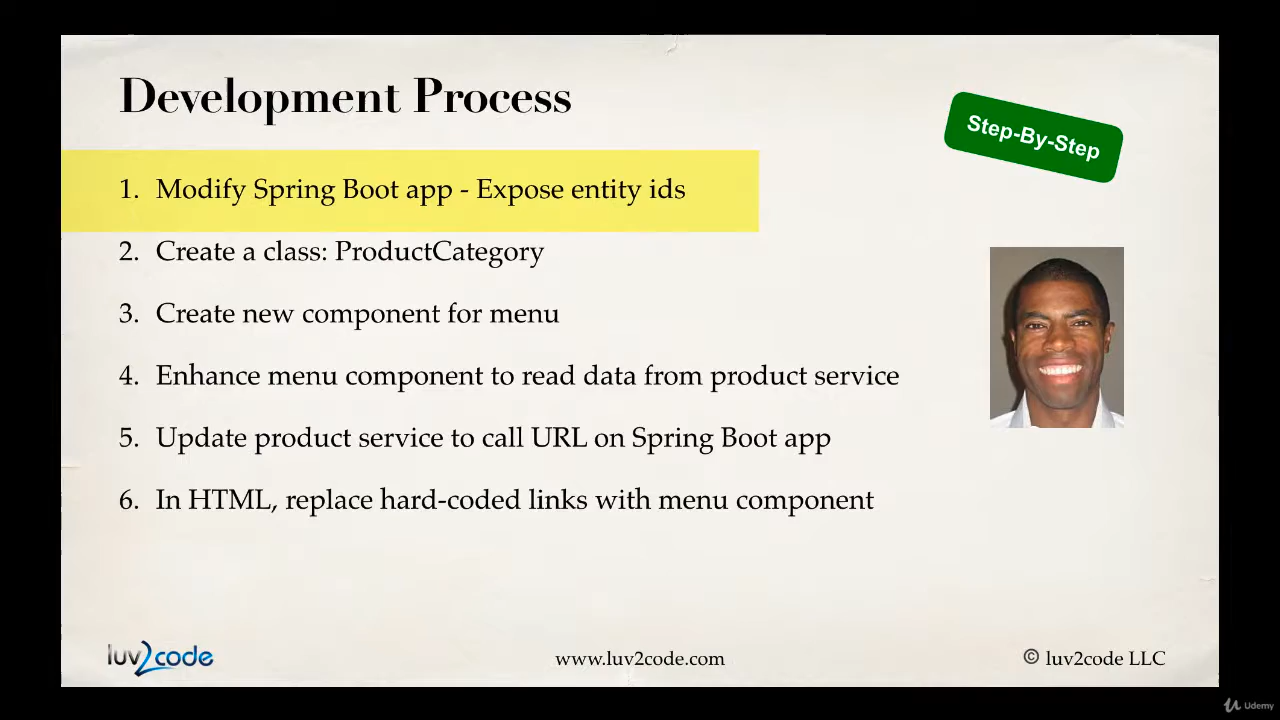 Development Process
Step-By-Step
1. Modify Spring Boot app - Expose entity ids
2. Create a class: ProductCategory
3. Create new component for menu
4. Enhance menu component to read data from product service
5. Update product service to call URL on Spring Boot app
6. In HTML, replace hard-coded links with menu component
luv2code
www.luv2code.com
© luv2code LLC
Udemy